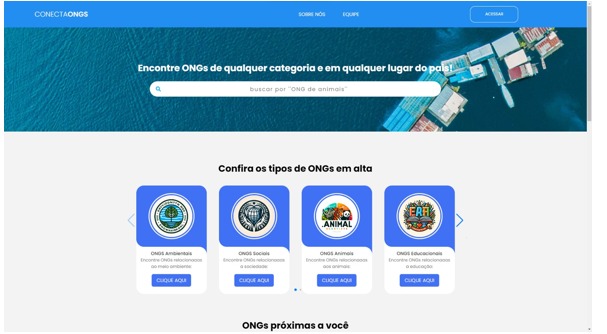 CONECTAONGS
SOBRE NÓS
EQUIPE
ACESSAR
Encontre ONGs de qualquer categoria e em qualquer lugar do país!
buscar por "ONG de animais"
Confira os tipos de ONGs em alta
ONGS Ambientais
Encontre ONGs relacionadas
ao meio ambiente
CLIQUE AQUI
ONGS Sociais
Encontre ONGs relacionadas
a sociedade
CLIQUE AQUI
ANIMAL
ONGS Animais
Encontre ONGs relacionadas
aos animais.
CLIQUE AQUI
ONGS Educacionais
Encontre ONGs relacionadas
a educação.
CLIQUE AQUI
ONGs próximas a você